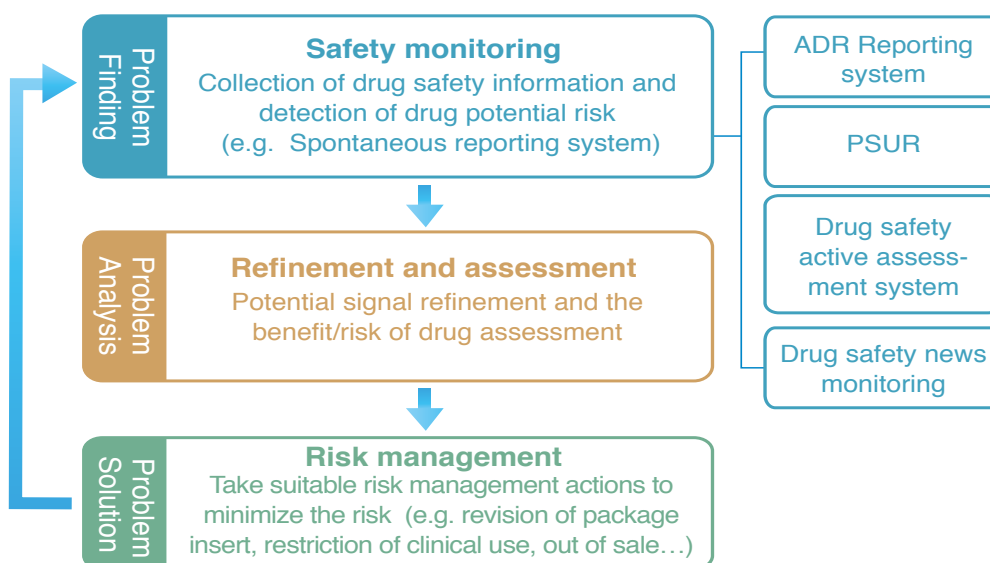 Problem
Finding
Safety monitoring
Collection of drug safety information and
detection of drug potential risk
(e.g. Spontaneous reporting system)
ADR Reporting
system
PSUR
Drug safety
active assess-
ment system
Drug safety news
monitoring
Problem
Analysis
Refinement and assessment
Potential signal refinement and the
benefit/risk of drug assessment
Problem
Solution
Risk management
Take suitable risk management actions to
minimize the risk (e.g. revision of package
insert, restriction of clinical use, out of sale…)